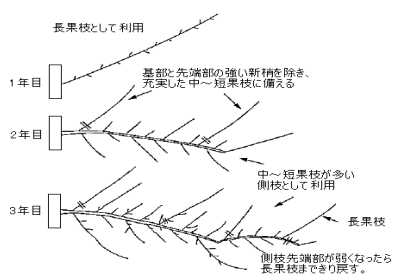 長果枝として利用
1年目
基部と先端部の強い新梢を除き、
充実した中～短果枝に備える
2年目
中～短果枝が多い
側枝として利用
3年目
長果枝
側枝先端部が弱くなったら
長果枝まできり戻す。